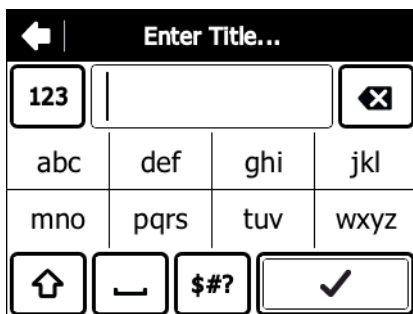 Enter Title...
123
abc def ghi jkl
mno pqrs tuv wxyz
$#?